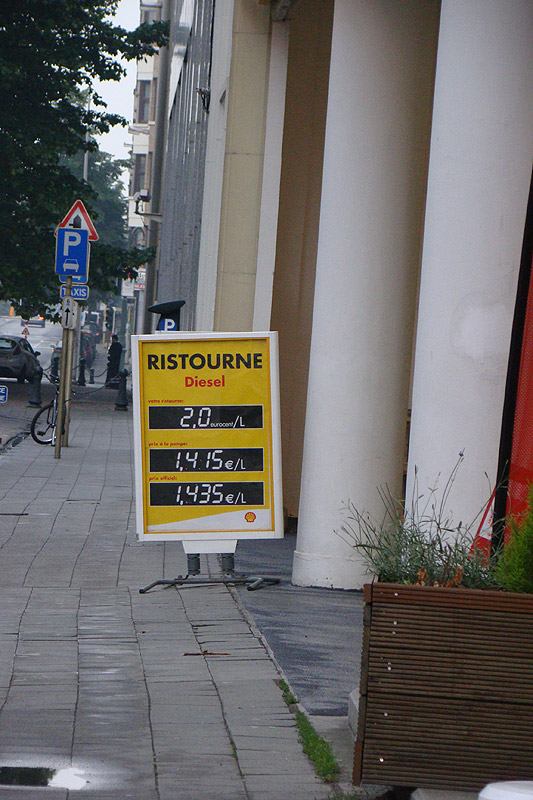 P
TAXIS
P
RISTOURNE
Diesel
votre ristourne:
2,0 eurocent/L
prix à la pompe:
1,415 €/L
prix officiel:
1,435 €/L